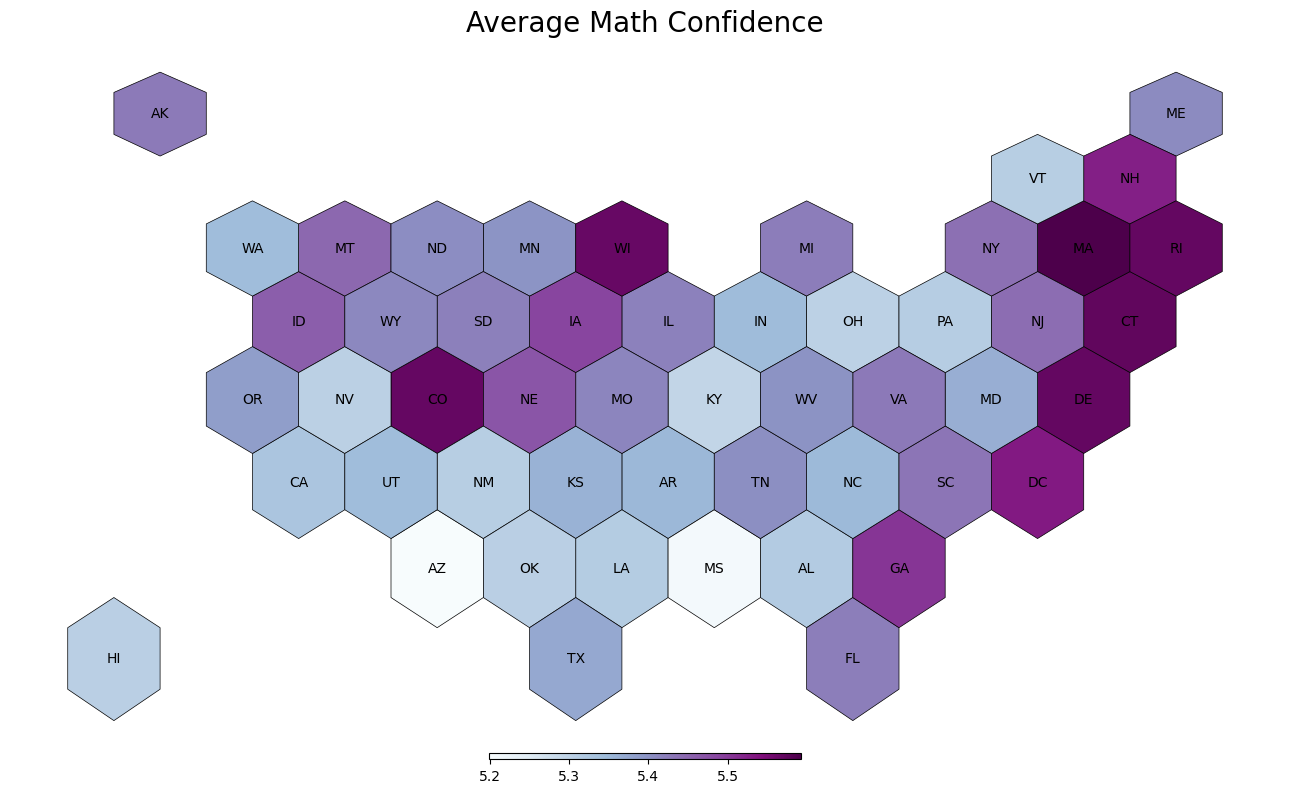 Average Math Confidence
AK ME
VT NH
WA MT ND MN WI MI NY MA RI
ID WY SD IA IL IN OH PA NJ CT
OR NV CO NE MO KY WV VA MD DE
CA UT NM KS AR TN NC SC DC
AZ OK LA MS AL GA
HI TX FL
5.2 5.3 5.4 5.5